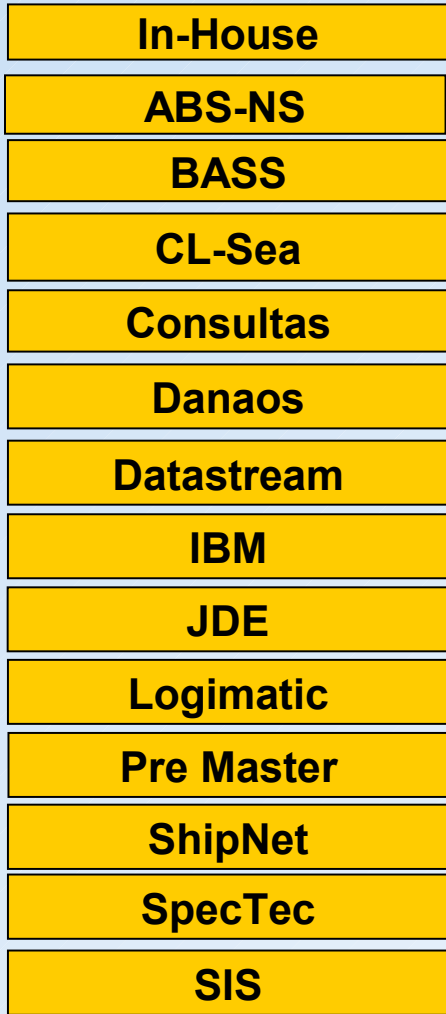 In-House
ABS-NS
BASS
CL-Sea
Consultas
Danaos
Datastream
IBM
JDE
Logimatic
Pre Master
ShipNet
SpecTec
SIS